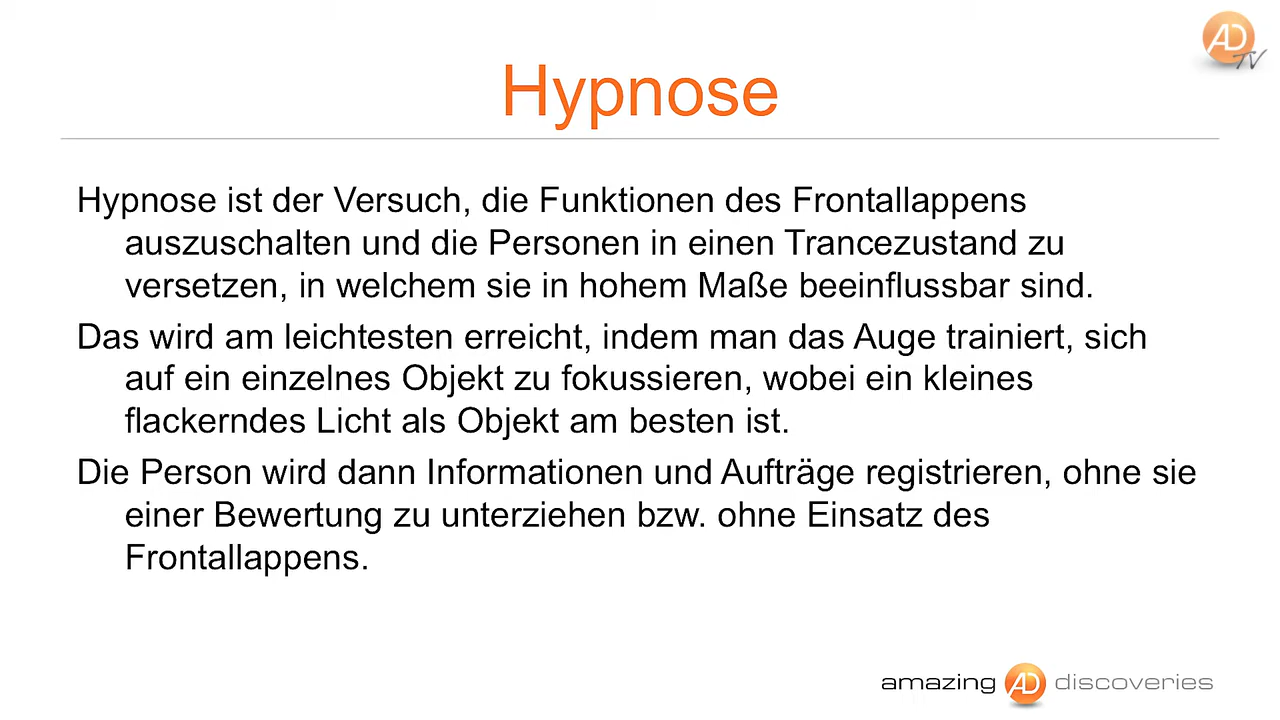 AD
TV
Hypnose
Hypnose ist der Versuch, die Funktionen des Frontallappens
auszuschalten und die Personen in einen Trancezustand zu
versetzen, in welchem sie in hohem Maße beeinflussbar sind.
Das wird am leichtesten erreicht, indem man das Auge trainiert, sich
auf ein einzelnes Objekt zu fokussieren, wobei ein kleines
flackerndes Licht als Objekt am besten ist.
Die Person wird dann Informationen und Aufträge registrieren, ohne sie
einer Bewertung zu unterziehen bzw. ohne Einsatz des
Frontallappens.
amazing AD discoveries